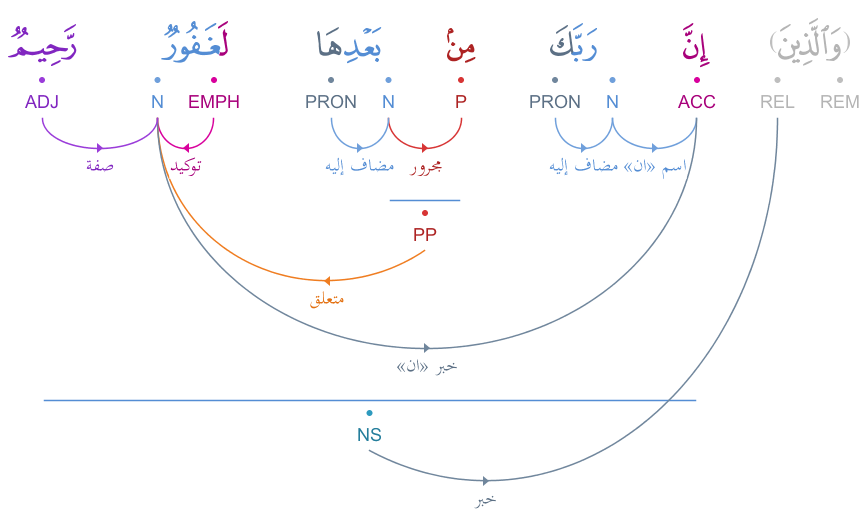 (وَٱلَّذِينَ) إِنَّ رَبَّكَ مِنۢ بَعْدِهَا لَغَفُورٌ رَّحِيمٌ
REM REL ACC N PRON P N PRON EMPH N ADJ
اسم «ان» مضاف إليه مجرور مضاف إليه توكيد صفة
PP
متعلق
خبر «ان»
NS
خبر